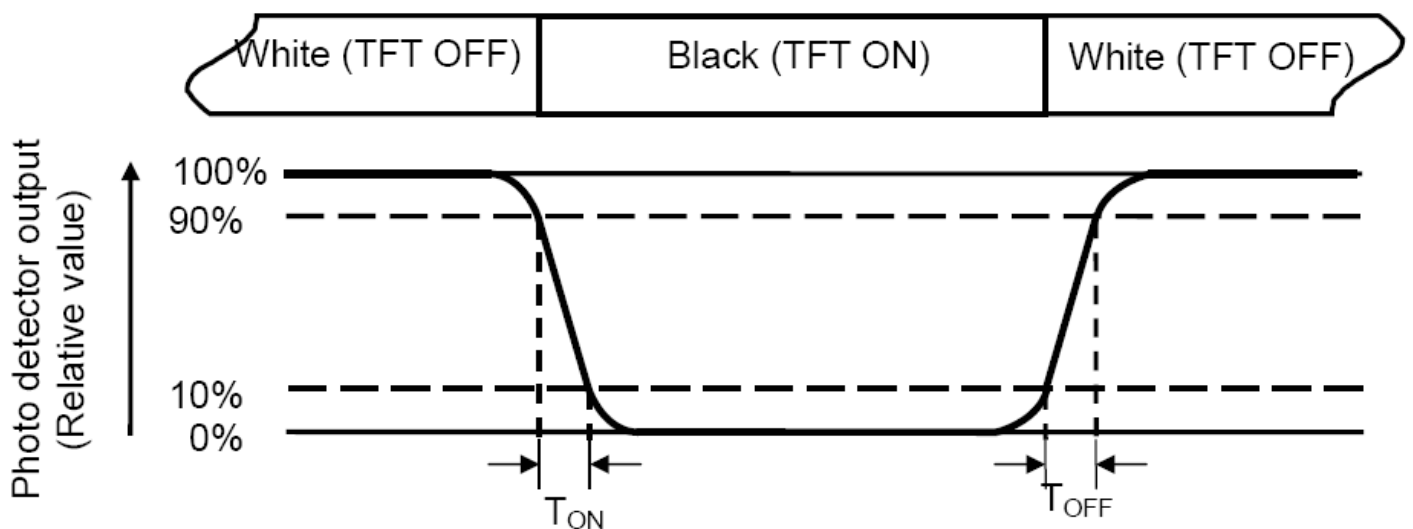 White (TFT OFF)
Black (TFT ON)
White (TFT OFF)
Photo detector output
(Relative value)
100%
90%
10%
0%
TON
TOFF